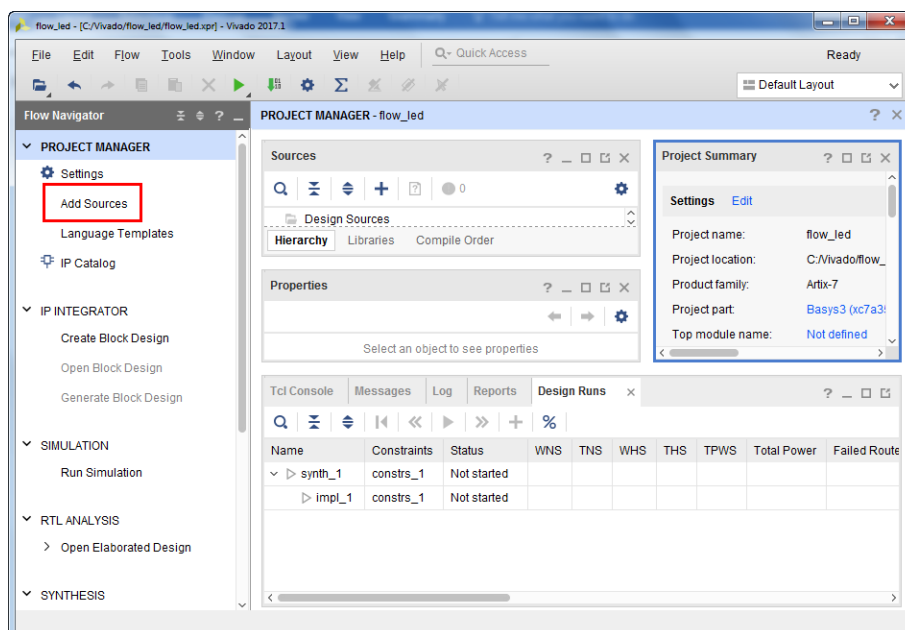 flow_led - [C:/Vivado/flow_led/flow_led.xpr] - Vivado 2017.1
File Edit Flow Tools Window Layout View Help Quick Access Ready
Default Layout
Flow Navigator
PROJECT MANAGER
Settings
Add Sources
Language Templates
IP Catalog
IP INTEGRATOR
Create Block Design
Open Block Design
Generate Block Design
SIMULATION
Run Simulation
RTL ANALYSIS
Open Elaborated Design
SYNTHESIS
PROJECT MANAGER - flow_led
Sources
0
Design Sources
Hierarchy Libraries Compile Order
Properties
Select an object to see properties
Project Summary
Settings Edit
Project name: flow_led
Project location: C:/Vivado/flow_
Product family: Artix-7
Project part: Basys3 (xc7a35
Top module name: Not defined
Tcl Console Messages Log Reports Design Runs
Name Constraints Status WNS TNS WHS THS TPWS Total Power Failed Route
synth_1 constrs_1 Not started
impl_1 constrs_1 Not started